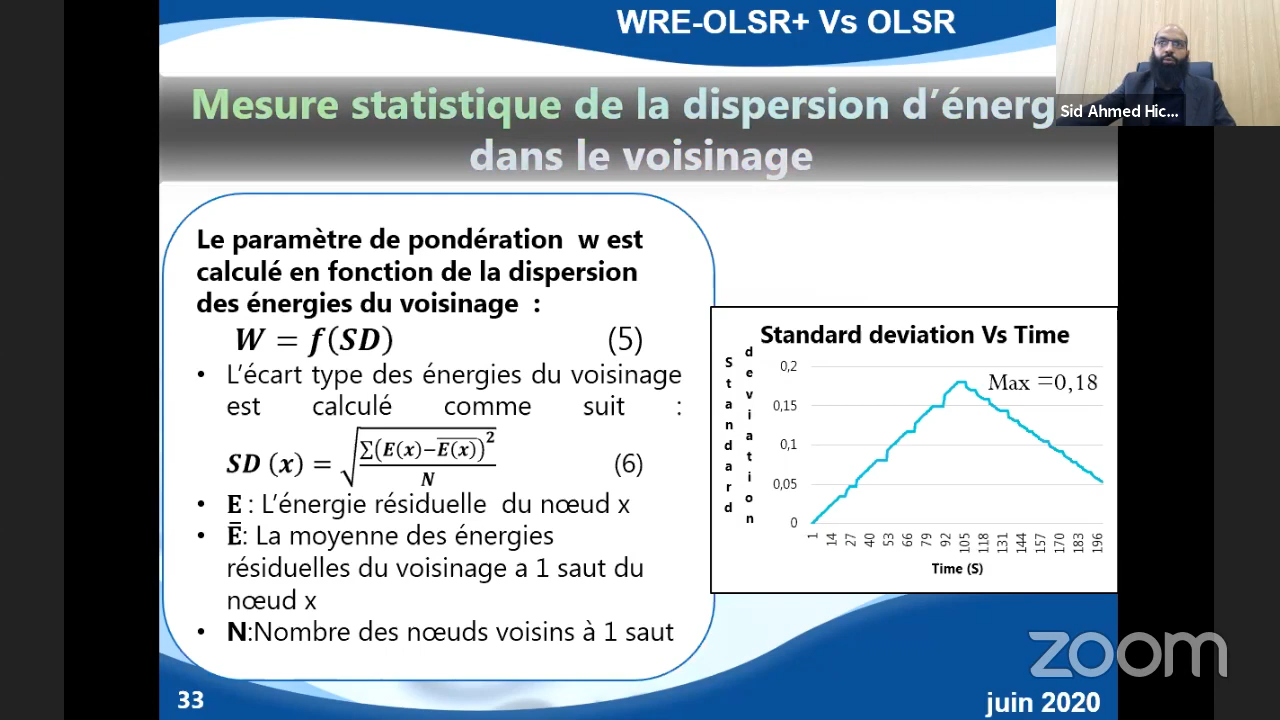 WRE-OLSR+ Vs OLSR
Mesure statistique de la dispersion d'énerg
dans le voisinage
Sid Ahmed Hic...
Le paramètre de pondération w est
calculé en fonction de la dispersion
des énergies du voisinage :
W = f(SD) (5)
• L'écart type des énergies du voisinage
est calculé comme suit :
SD (x) = √(∑(E(x)−E̅(̅x̅)̅)² / N) (6)
• E : L'énergie résiduelle du nœud x
• Ē: La moyenne des énergies
résiduelles du voisinage a 1 saut du
nœud x
• N:Nombre des nœuds voisins à 1 saut
Standard deviation Vs Time
Standard
deviation
Max =0,18
0,2
0,15
0,1
0,05
0
1 14 27 40 53 66 79 92 105 118 131 144 157 170 183 196
Time (S)
zoom
33
juin 2020